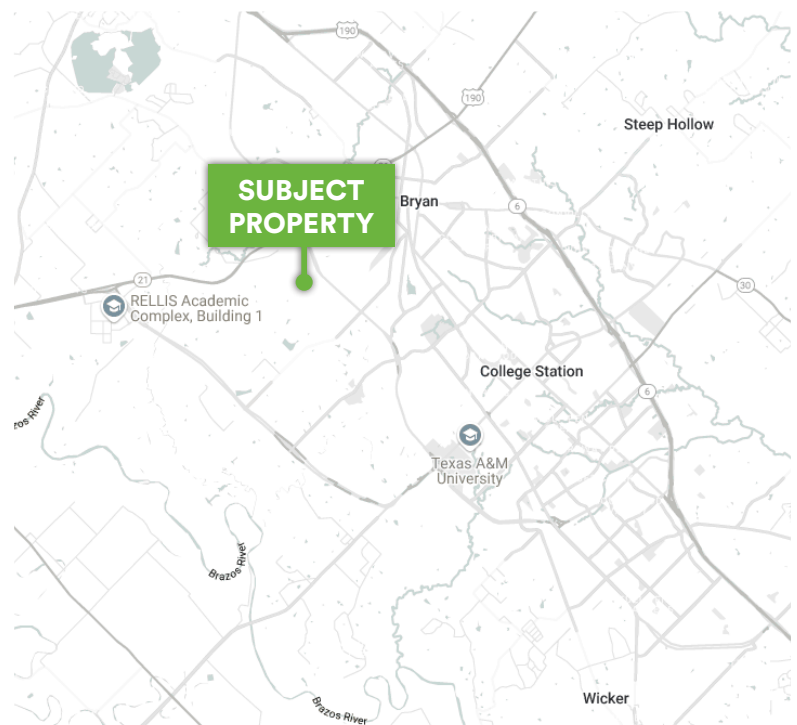 190
190
Steep Hollow
SUBJECT
PROPERTY
Bryan
6
21
30
RELLIS Academic
Complex, Building 1
College Station
6
zos River
Texas A&M
University
Brazos River
Wicker
Brazos River